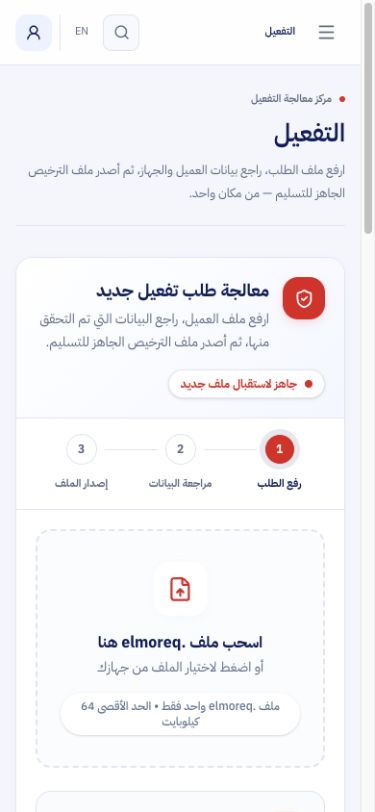 التفعيل
EN
مركز معالجة التفعيل
التفعيل
ارفع ملف الطلب، راجع بيانات العميل والجهاز، ثم أصدر ملف الترخيص
الجاهز للتسليم — من مكان واحد.
معالجة طلب تفعيل جديد
ارفع ملف العميل، راجع البيانات التي تم التحقق
منها، ثم أصدر ملف الترخيص الجاهز للتسليم.
جاهز لاستقبال ملف جديد
1
2
3
رفع الطلب
مراجعة البيانات
إصدار الملف
اسحب ملف .elmoreq هنا
أو اضغط لاختيار الملف من جهازك
ملف .elmoreq واحد فقط • الحد الأقصى 64
كيلوبايت